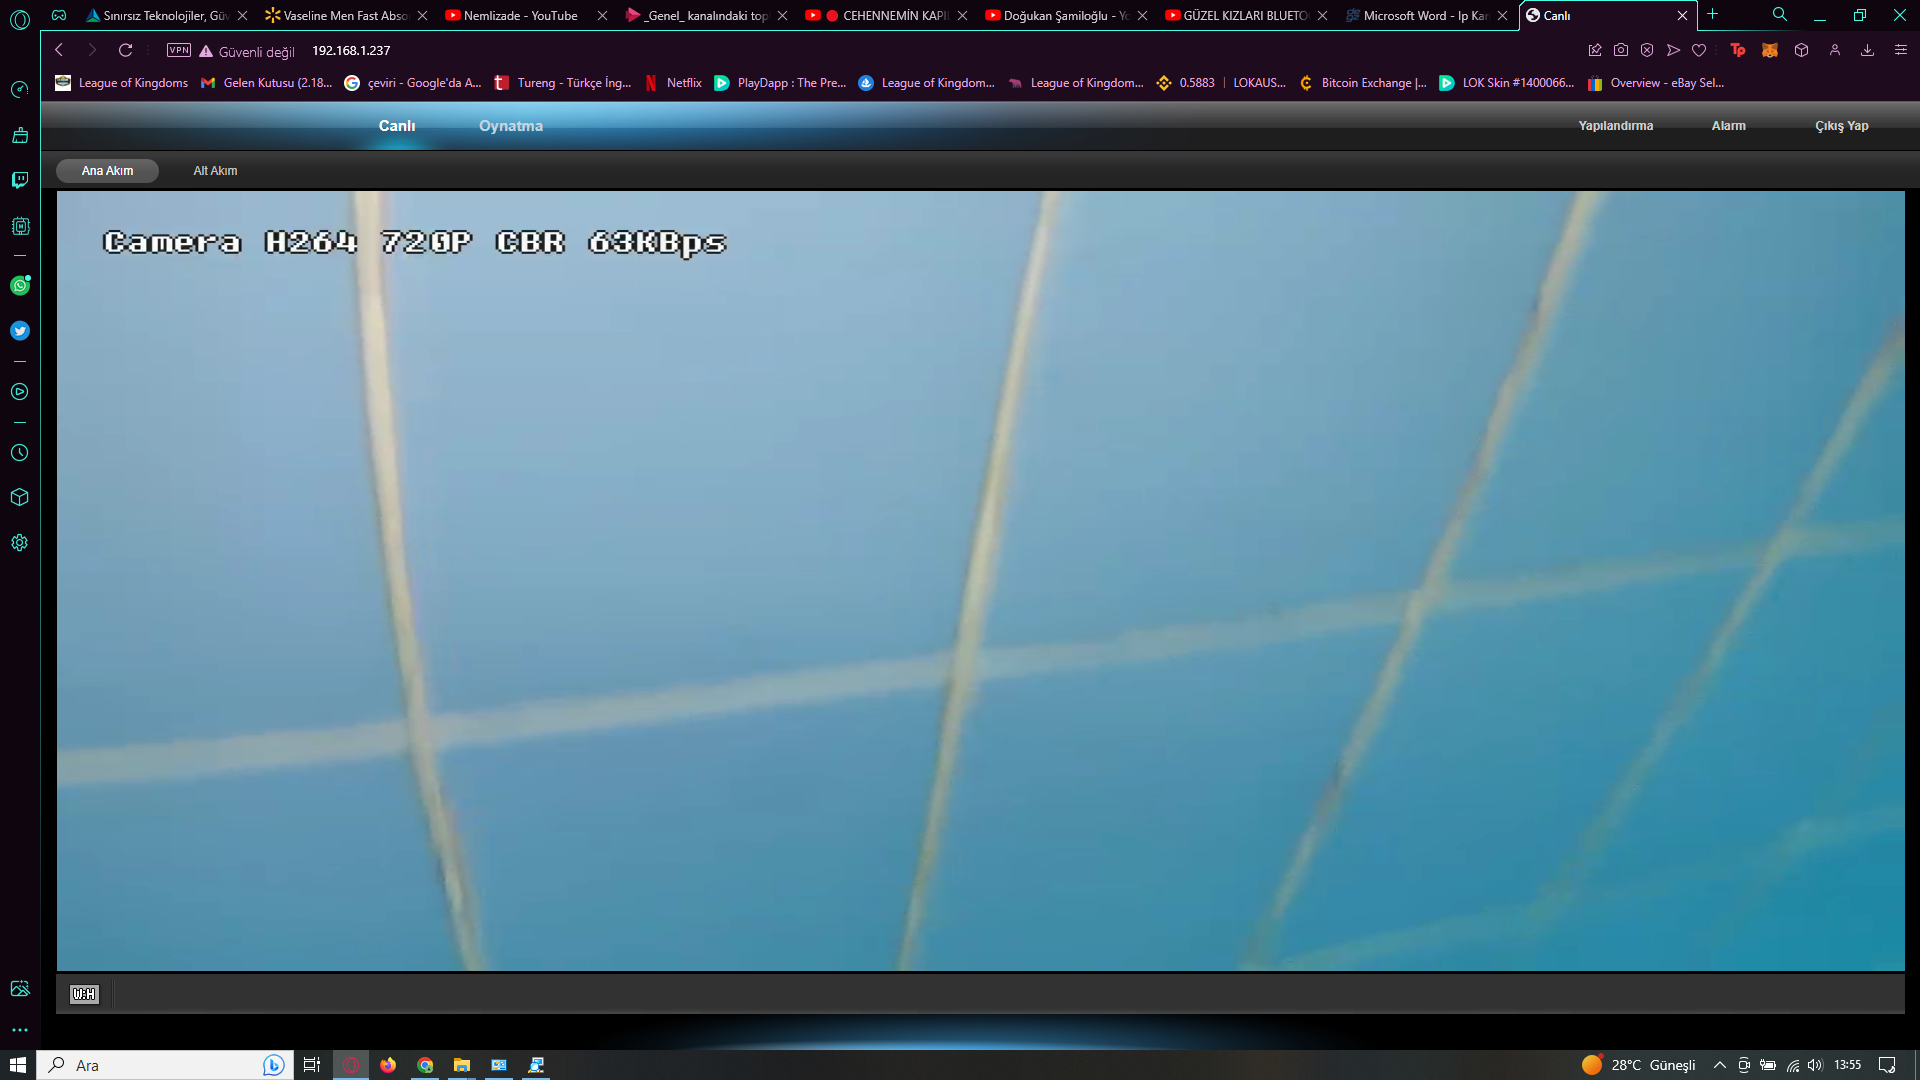 Sınırsız Teknolojiler, Güv
Vaseline Men Fast Abso
Nemlizade - YouTube
_Genel_ kanalındaki top
CEHENNEMİN KAPI
Doğukan Şamiloğlu - Yo
GÜZEL KIZLARI BLUETO
Microsoft Word - Ip Kam
Canlı
VPN
Güvenli değil
192.168.1.237
Tp
League of Kingdoms
Gelen Kutusu (2.18...
çeviri - Google'da A...
Tureng - Türkçe İng...
Netflix
PlayDapp : The Pre...
League of Kingdom...
League of Kingdom...
0.5883 | LOKAUS...
Bitcoin Exchange |...
LOK Skin #1400066...
Overview - eBay Sel...
Canlı
Oynatma
Yapılandırma
Alarm
Çıkış Yap
Ana Akım
Alt Akım
Camera H264 720P CBR 63KBps
W:H
Ara
28°C Güneşli
13:55